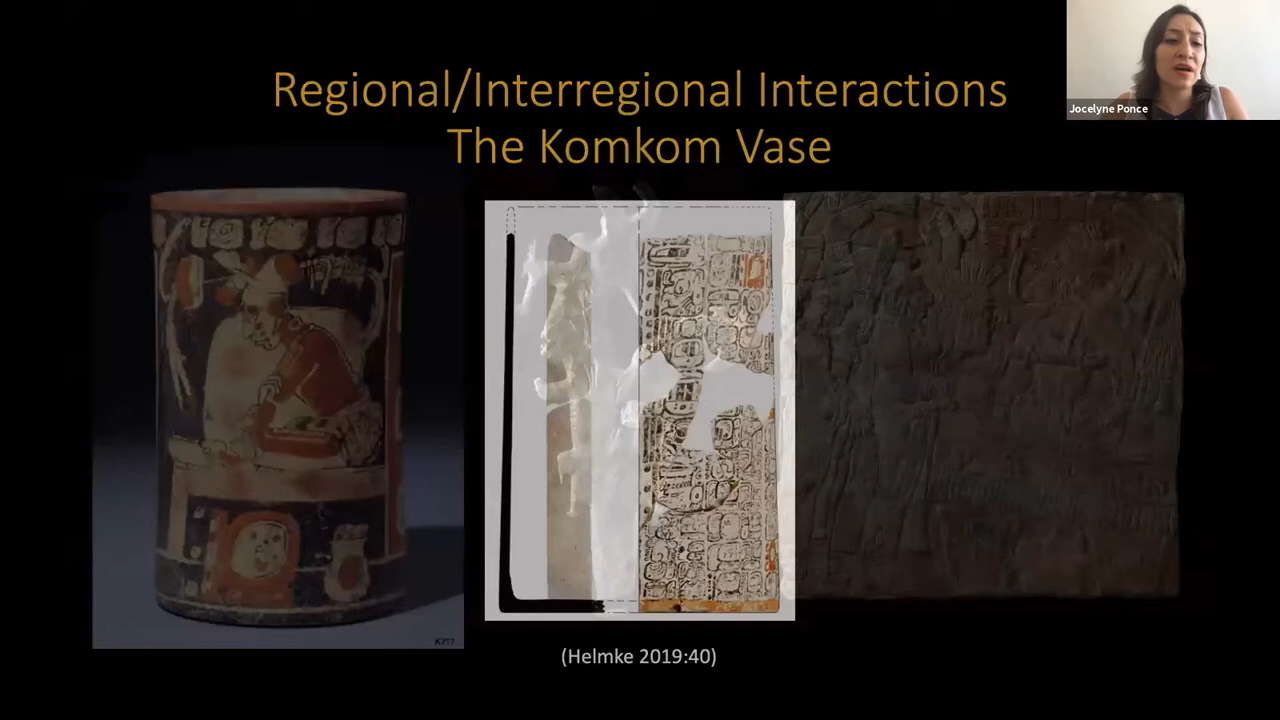 Regional/Interregional Interactions
The Komkom Vase
Jocelyne Ponce
K717
(Helmke 2019:40)